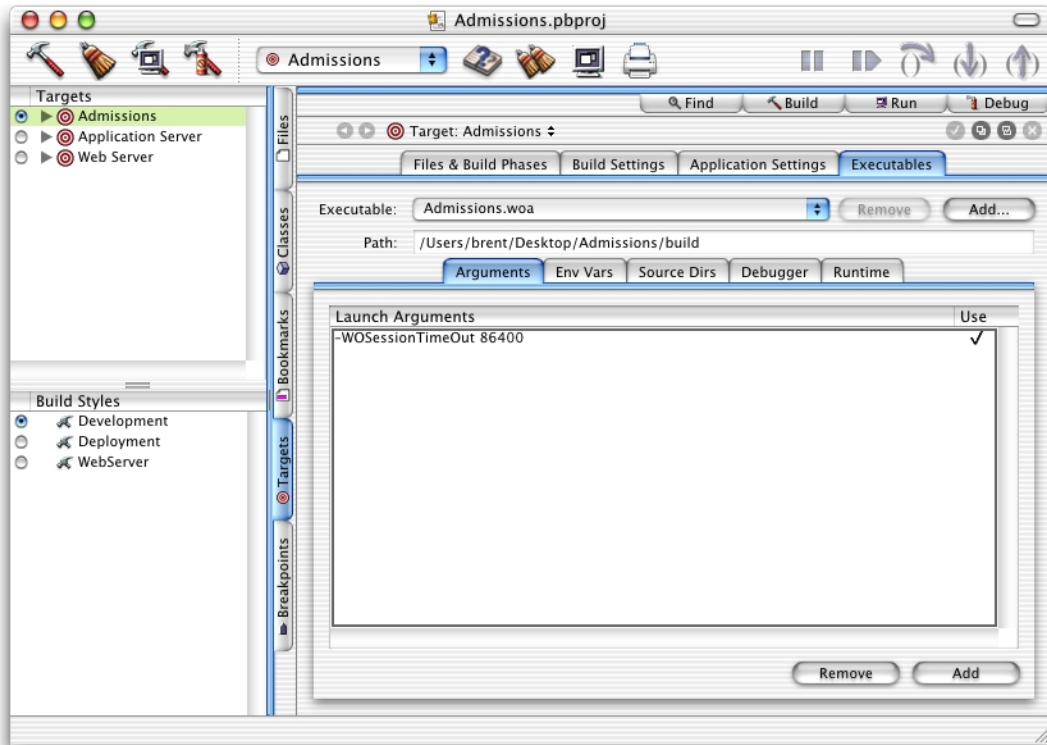 Admissions.pbproj
Admissions
Targets
Admissions
Application Server
Web Server
Build Styles
Development
Deployment
WebServer
Files
Classes
Bookmarks
Targets
Breakpoints
Find Build Run Debug
Target: Admissions
Files & Build Phases Build Settings Application Settings Executables
Executable: Admissions.woa Remove Add...
Path: /Users/brent/Desktop/Admissions/build
Arguments Env Vars Source Dirs Debugger Runtime
Launch Arguments Use
-WOSessionTimeOut 86400
Remove Add